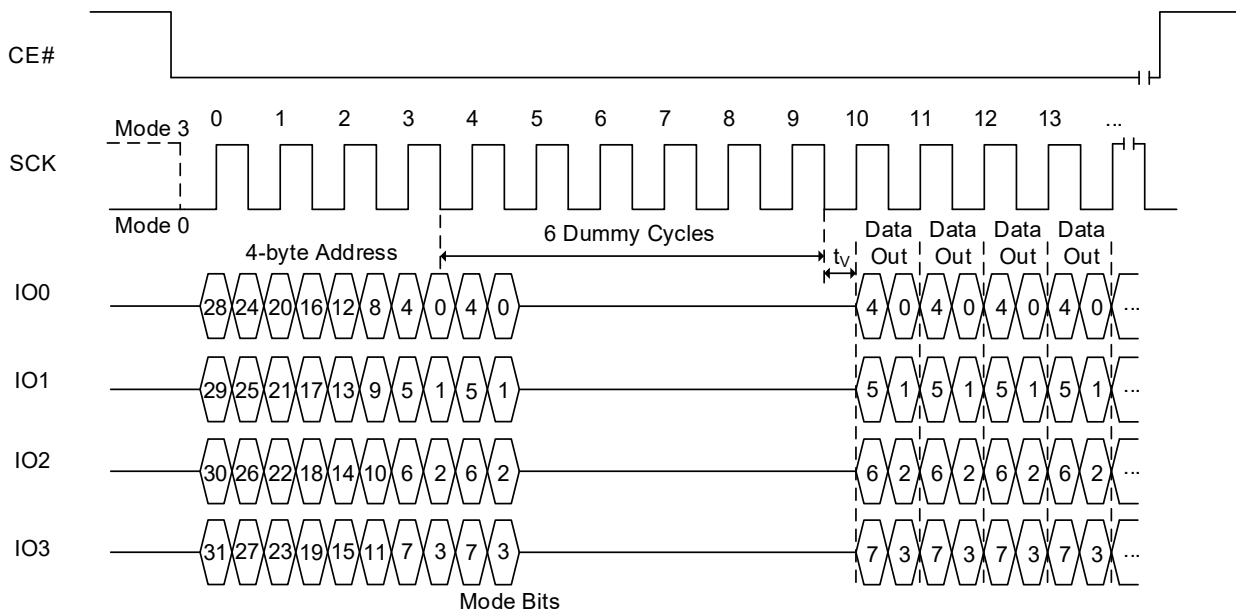 CE#
0 1 2 3 4 5 6 7 8 9 10 11 12 13 ...
Mode 3
SCK
Mode 0
4-byte Address
6 Dummy Cycles
tV
Data Out Data Out Data Out Data Out
IO0 28 24 20 16 12 8 4 0 4 0 4 0 4 0 4 0 4 0 ...
IO1 29 25 21 17 13 9 5 1 5 1 5 1 5 1 5 1 5 1 ...
IO2 30 26 22 18 14 10 6 2 6 2 6 2 6 2 6 2 6 2 ...
IO3 31 27 23 19 15 11 7 3 7 3 7 3 7 3 7 3 7 3 ...
Mode Bits